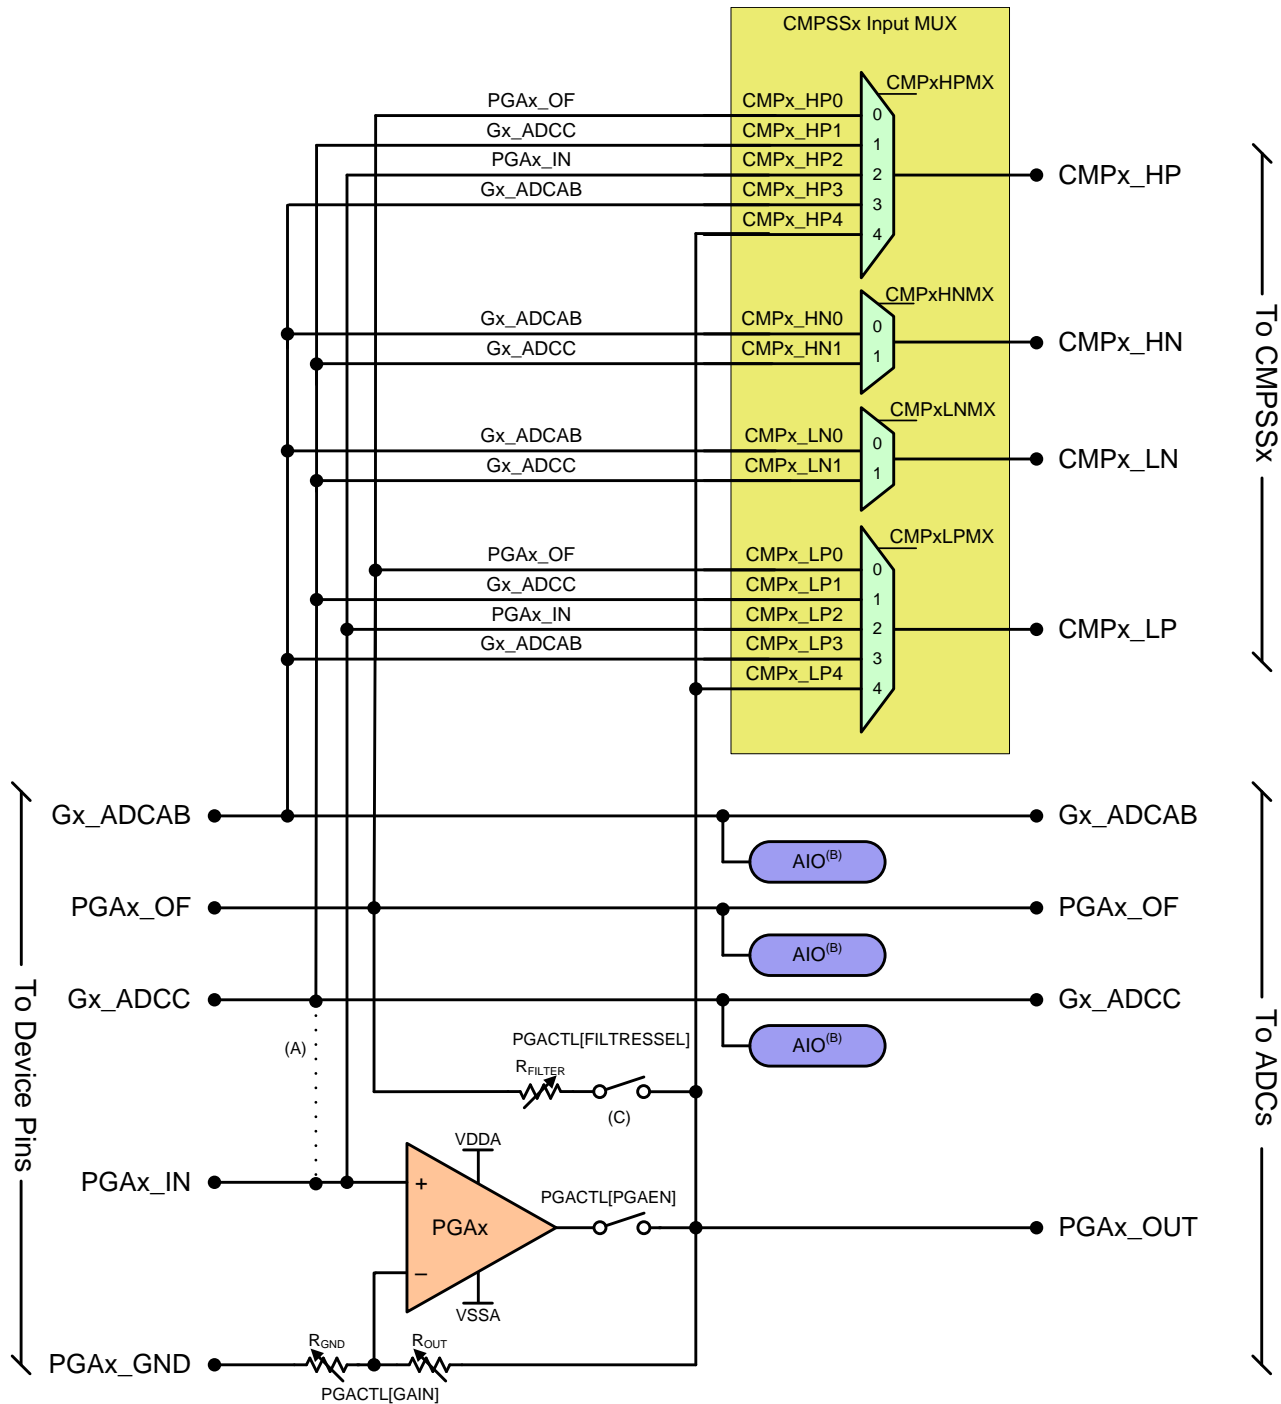 CMPSSx Input MUX
CMPxHPMX
PGAx_OF CMPx_HP0 0
Gx_ADCC CMPx_HP1 1
PGAx_IN CMPx_HP2 2 CMPx_HP
Gx_ADCAB CMPx_HP3 3
CMPx_HP4 4
CMPxHNMX
Gx_ADCAB CMPx_HN0 0
Gx_ADCC CMPx_HN1 1 CMPx_HN
CMPxLNMX
Gx_ADCAB CMPx_LN0 0
Gx_ADCC CMPx_LN1 1 CMPx_LN
CMPxLPMX
PGAx_OF CMPx_LP0 0
Gx_ADCC CMPx_LP1 1
PGAx_IN CMPx_LP2 2 CMPx_LP
Gx_ADCAB CMPx_LP3 3
CMPx_LP4 4
To CMPSSx
Gx_ADCAB Gx_ADCAB
AIO(B)
PGAx_OF PGAx_OF
AIO(B)
Gx_ADCC Gx_ADCC
AIO(B)
(A)
PGACTL[FILTRESSEL]
RFILTER
(C)
To Device Pins
To ADCs
VDDA
PGAx_IN +
PGACTL[PGAEN]
PGAx PGAx_OUT
−
VSSA
RGND ROUT
PGAx_GND
PGACTL[GAIN]